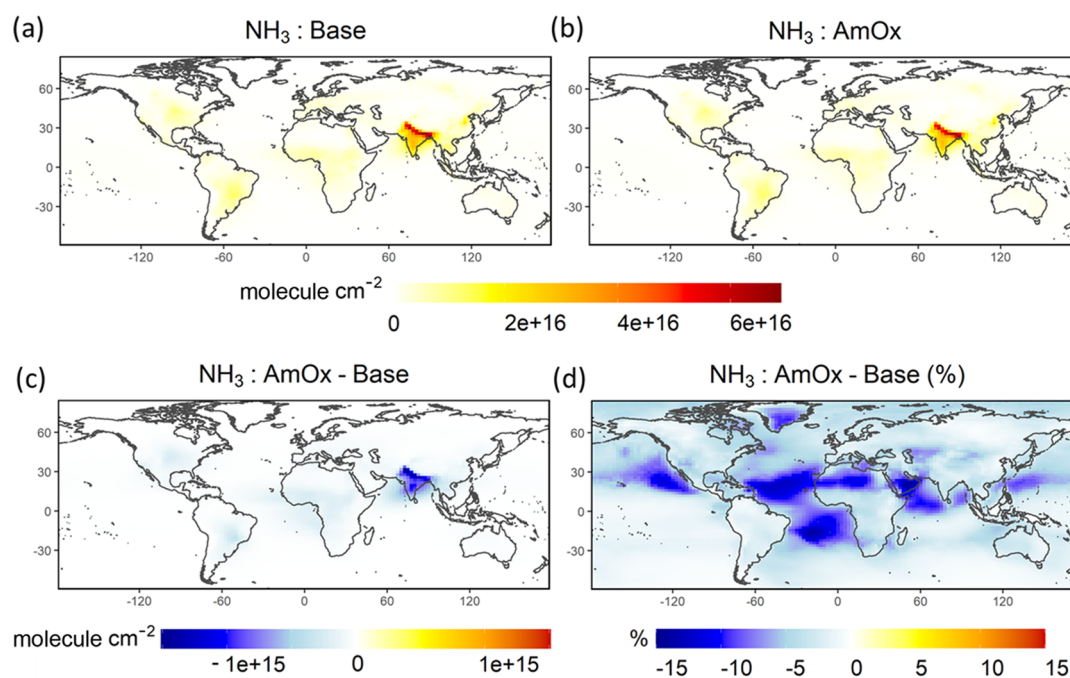 (a) NH₃ : Base
(b) NH₃ : AmOx
60
30
0
-30
-120 -60 0 60 120
60
30
0
-30
-120 -60 0 60 120
molecule cm⁻²
0 2e+16 4e+16 6e+16
(c) NH₃ : AmOx - Base
(d) NH₃ : AmOx - Base (%)
60
30
0
-30
-120 -60 0 60 120
60
30
0
-30
-120 -60 0 60 120
molecule cm⁻²
- 1e+15 0 1e+15
%
-15 -10 -5 0 5 10 15